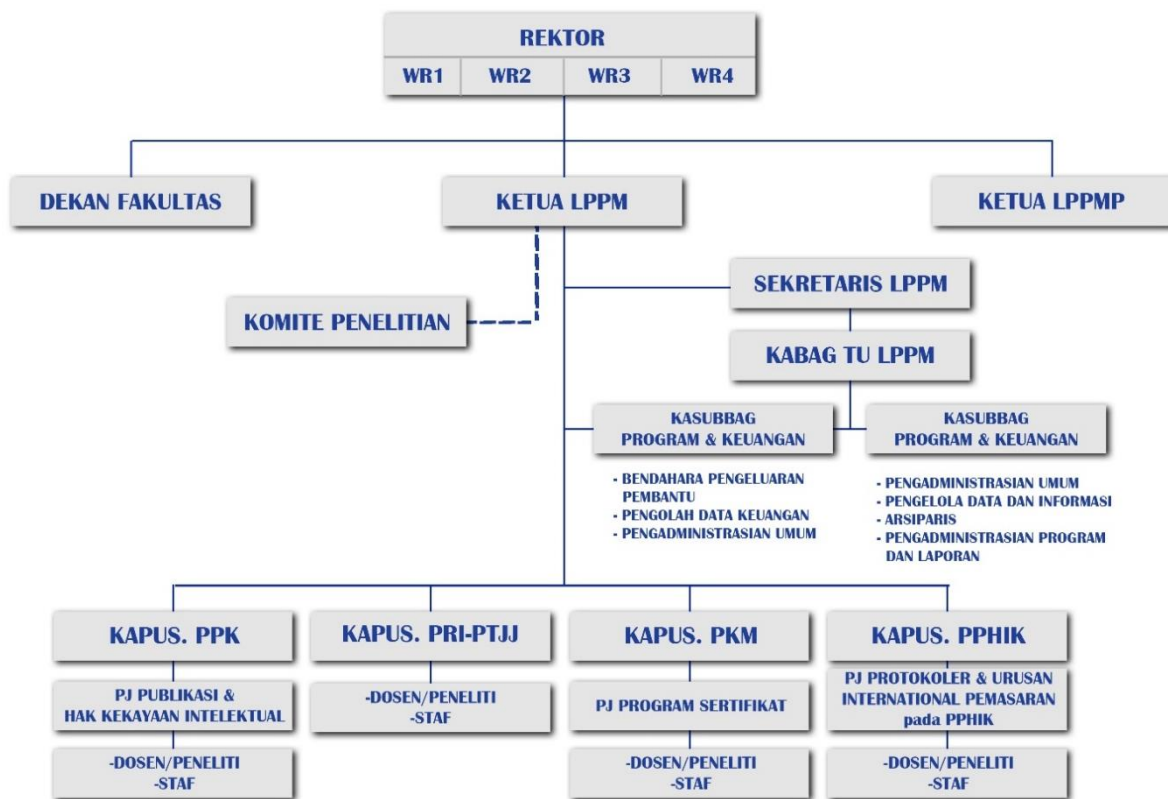 REKTOR
WR1 WR2 WR3 WR4
DEKAN FAKULTAS
KETUA LPPM
KETUA LPPMP
SEKRETARIS LPPM
KOMITE PENELITIAN
KABAG TU LPPM
KASUBBAG
PROGRAM & KEUANGAN
KASUBBAG
PROGRAM & KEUANGAN
- BENDAHARA PENGELUARAN
PEMBANTU
- PENGOLAH DATA KEUANGAN
- PENGADMINISTRASIAN UMUM
- PENGADMINISTRASIAN UMUM
- PENGELOLA DATA DAN INFORMASI
- ARSIPARIS
- PENGADMINISTRASIAN PROGRAM
DAN LAPORAN
KAPUS. PPK
KAPUS. PRI-PTJJ
KAPUS. PKM
KAPUS. PPHIK
PJ PUBLIKASI &
HAK KEKAYAAN INTELEKTUAL
-DOSEN/PENELITI
-STAF
PJ PROGRAM SERTIFIKAT
PJ PROTOKOLER & URUSAN
INTERNATIONAL PEMASARAN
pada PPHIK
-DOSEN/PENELITI
-STAF
-DOSEN/PENELITI
-STAF
-DOSEN/PENELITI
-STAF